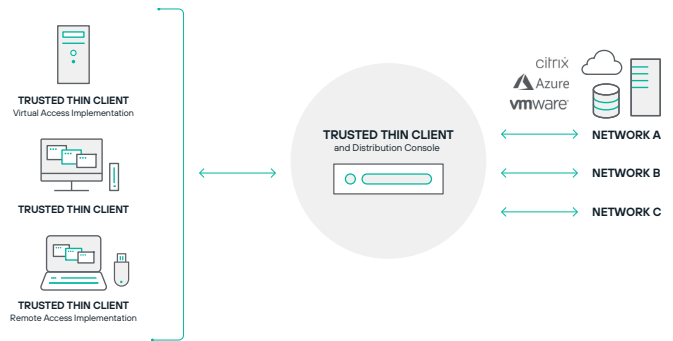 TRUSTED THIN CLIENT
Virtual Access Implementation
TRUSTED THIN CLIENT
TRUSTED THIN CLIENT
Remote Access Implementation
TRUSTED THIN CLIENT
and Distribution Console
citrix
Azure
vmware
NETWORK A
NETWORK B
NETWORK C